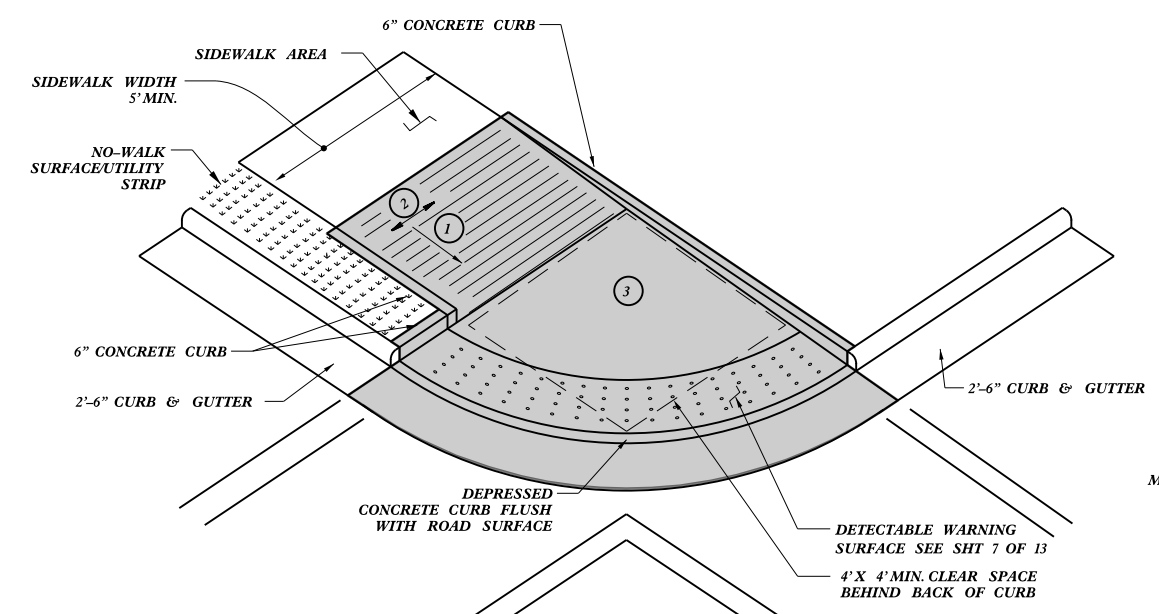 6” CONCRETE CURB
SIDEWALK AREA
SIDEWALK WIDTH
5’ MIN.
NO–WALK
SURFACE/UTILITY
STRIP
2
1
3
6” CONCRETE CURB
2’–6” CURB & GUTTER
2’–6” CURB & GUTTER
DEPRESSED
CONCRETE CURB FLUSH
WITH ROAD SURFACE
M
DETECTABLE WARNING
SURFACE SEE SHT 7 OF 13
4’ X 4’ MIN. CLEAR SPACE
BEHIND BACK OF CURB